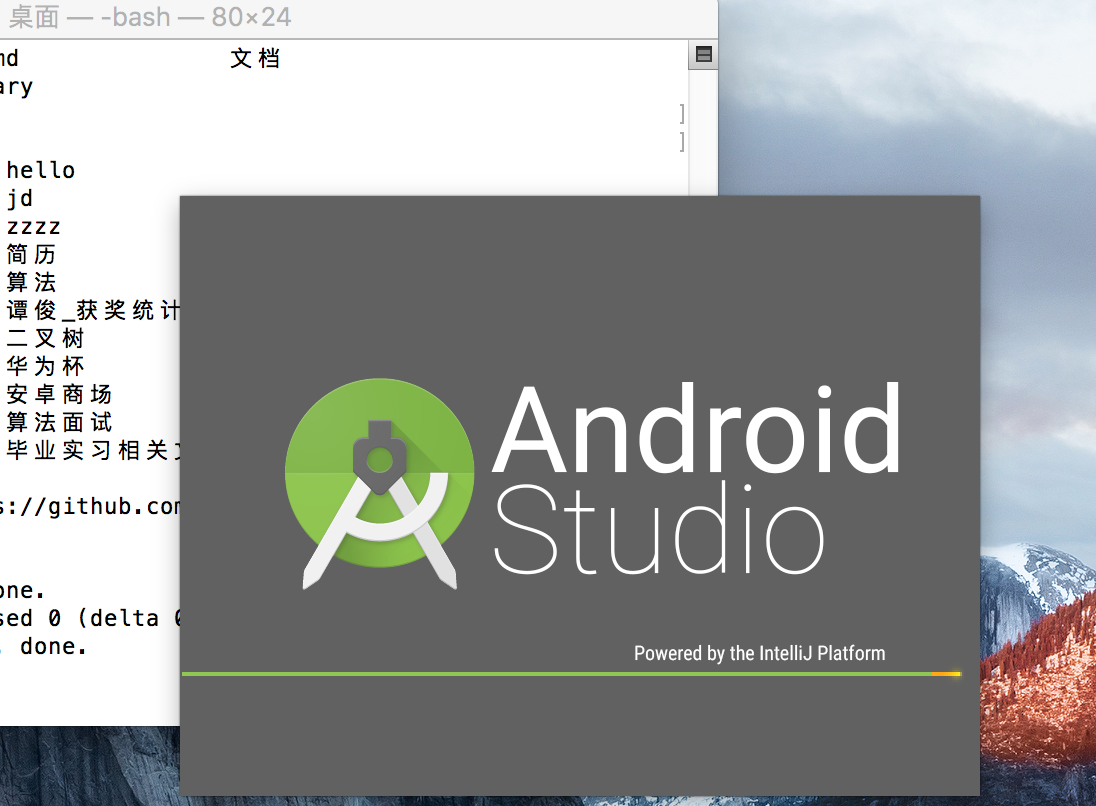 桌面 — -bash — 80×24
文档
hello
jd
zzzz
简历
算法
谭俊_获奖统计
二叉树
华为杯
安卓商场
算法面试
毕业实习相关
s://github.com
one.
sed 0 (delta 0
, done.
Android
Studio
Powered by the IntelliJ Platform